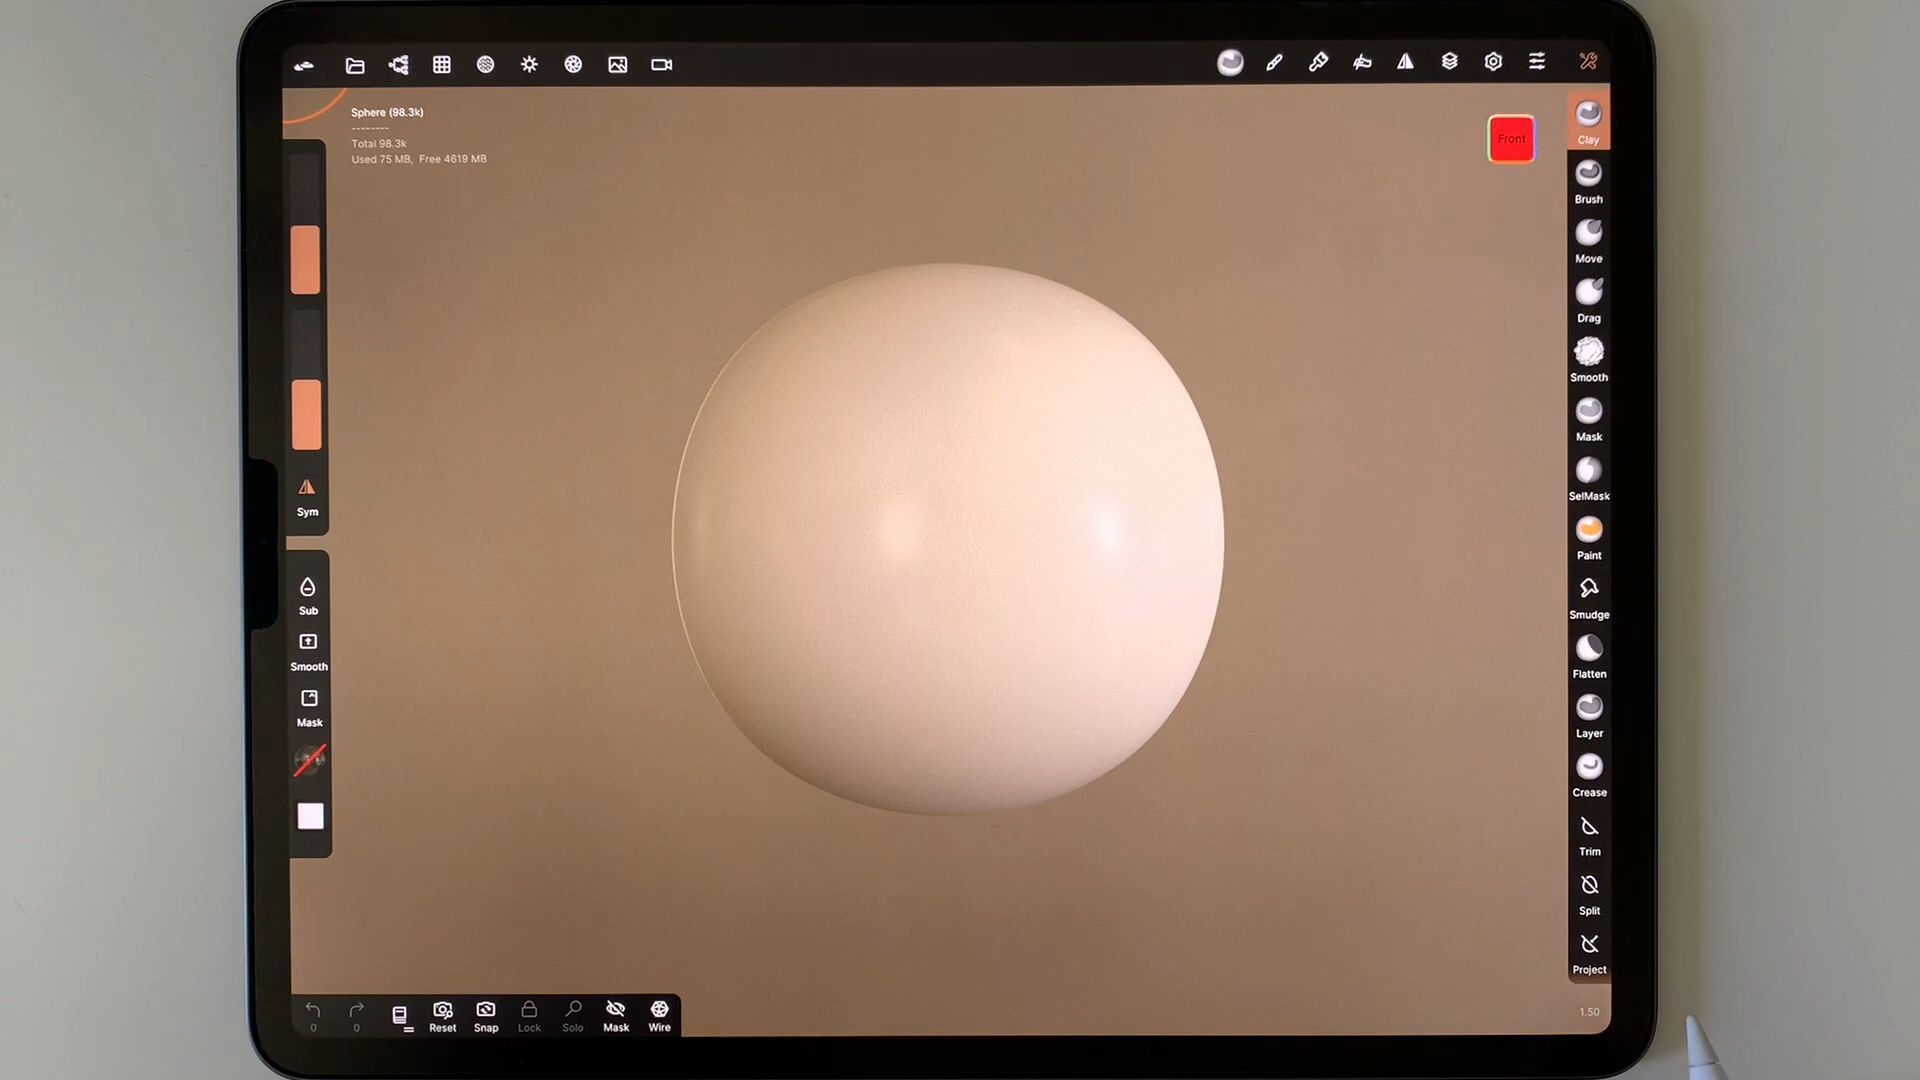 Sphere (98.3k)
--------
Total 98.3k
Used 75 MB, Free 4619 MB
Front
Clay
Brush
Move
Drag
Smooth
Mask
SelMask
Paint
Smudge
Flatten
Layer
Crease
Trim
Split
Project
Sym
Sub
Smooth
Mask
0
0
Reset
Snap
Lock
Solo
Mask
Wire
1.50